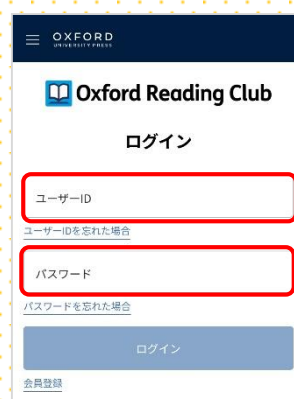 OXFORD
UNIVERSITY PRESS
Oxford Reading Club
ログイン
ユーザーID
ユーザーIDを忘れた場合
パスワード
パスワードを忘れた場合
ログイン
会員登録